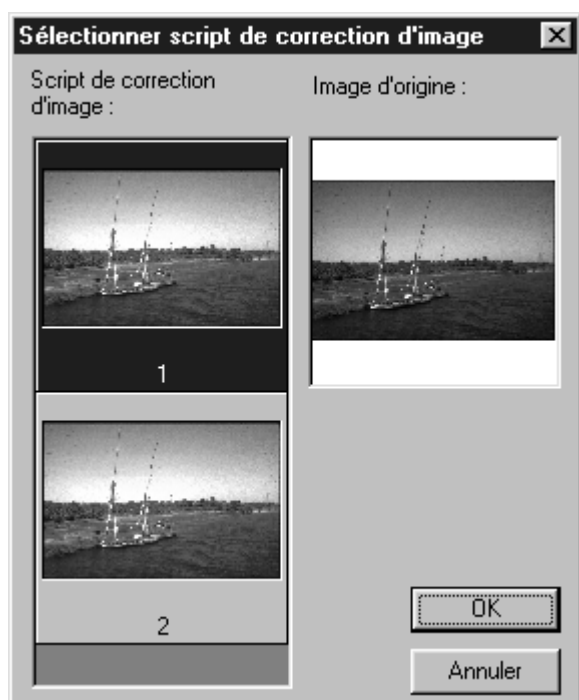 Sélectionner script de correction d'image
Script de correction
d'image :
Image d'origine :
1
2
OK
Annuler